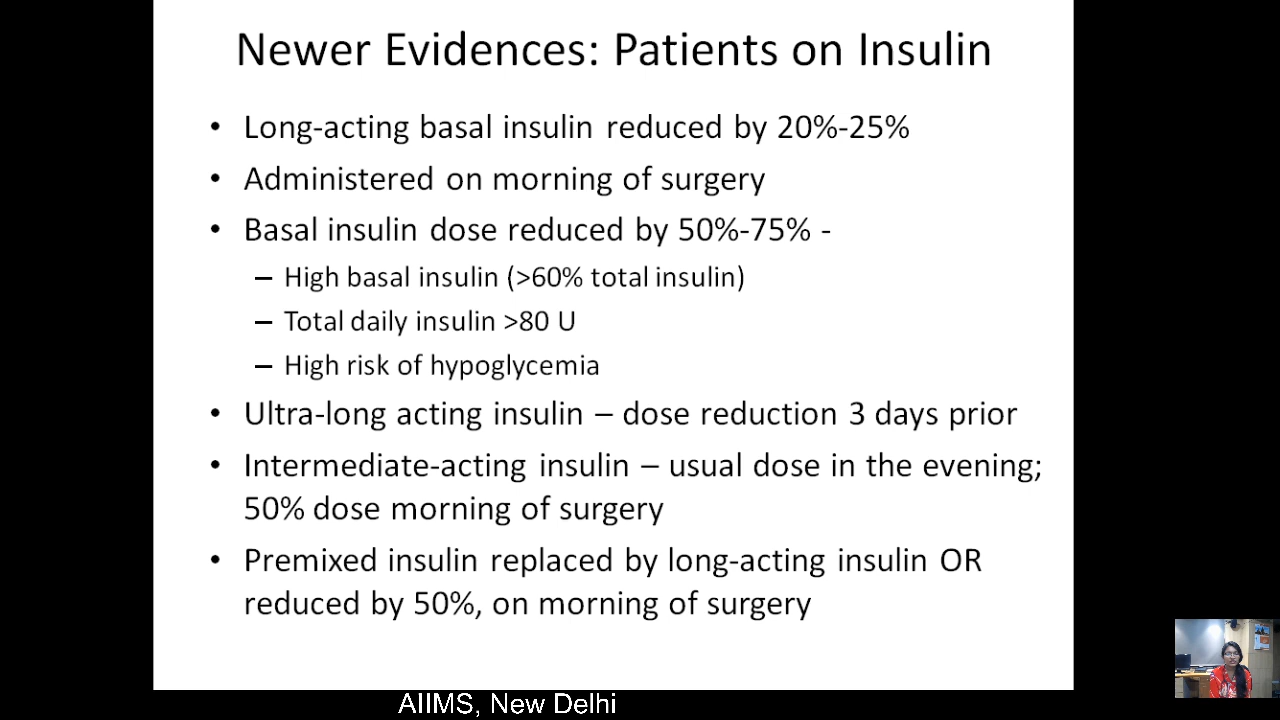 Newer Evidences: Patients on Insulin
• Long-acting basal insulin reduced by 20%-25%
• Administered on morning of surgery
• Basal insulin dose reduced by 50%-75% -
– High basal insulin (>60% total insulin)
– Total daily insulin >80 U
– High risk of hypoglycemia
• Ultra-long acting insulin – dose reduction 3 days prior
• Intermediate-acting insulin – usual dose in the evening;
50% dose morning of surgery
• Premixed insulin replaced by long-acting insulin OR
reduced by 50%, on morning of surgery
AIIMS, New Delhi